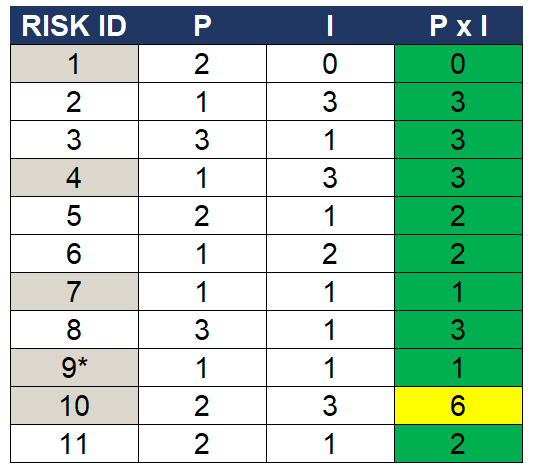 RISK ID P I P x I
1 2 0 0
2 1 3 3
3 3 1 3
4 1 3 3
5 2 1 2
6 1 2 2
7 1 1 1
8 3 1 3
9* 1 1 1
10 2 3 6
11 2 1 2